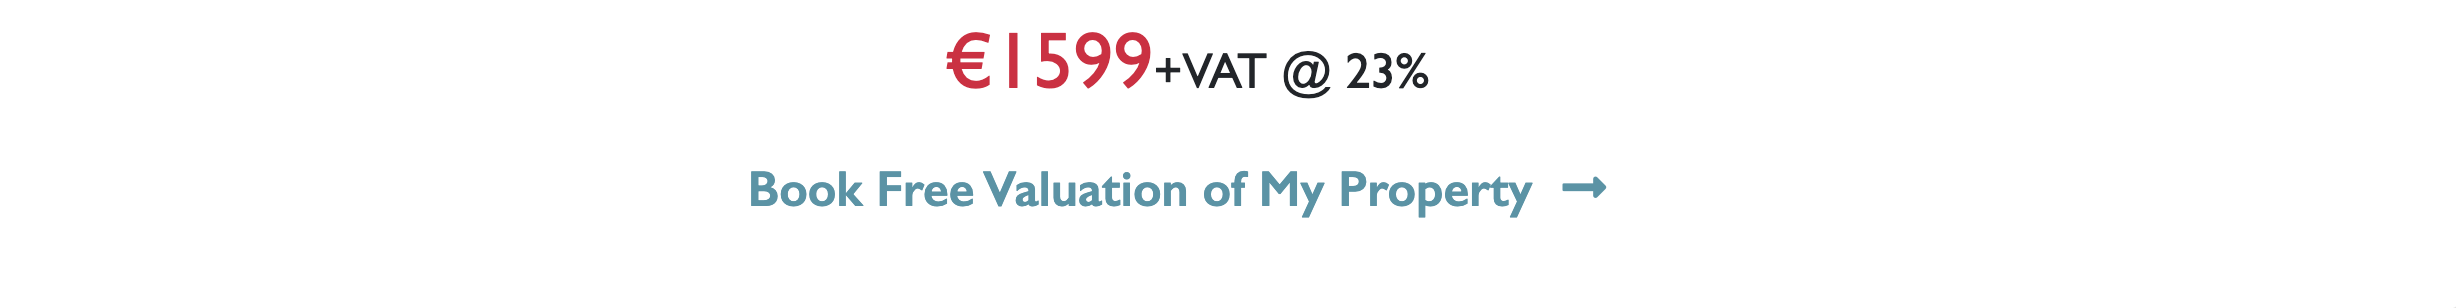 €1599+VAT @ 23%
Book Free Valuation of My Property →